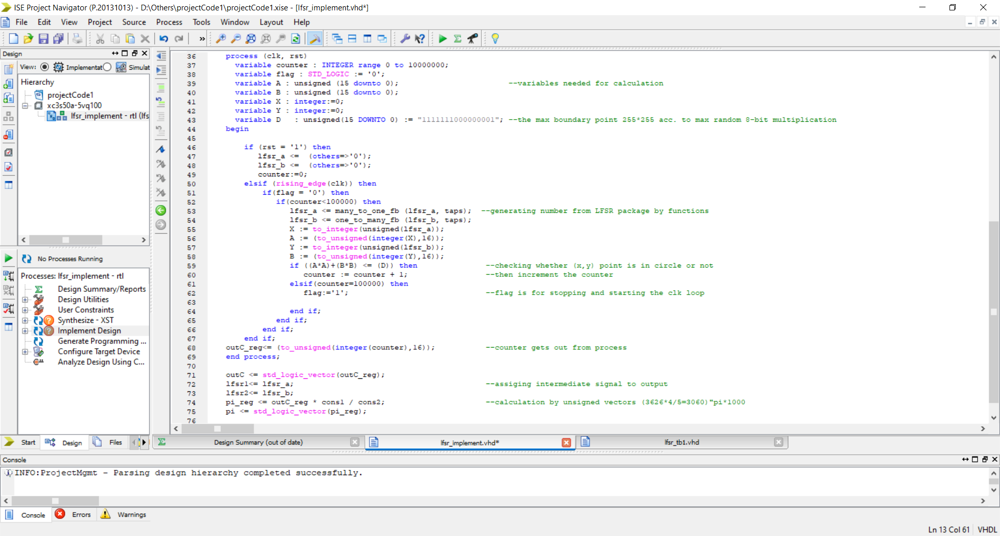 ISE Project Navigator (P.20131013) - D:\Others\projectCode1\projectCode1.xise - [lfsr_implement.vhd*]
File Edit View Project Source Process Tools Window Layout Help
Design
View: Implementat Simulat
Hierarchy
projectCode1
xc3s50a-5vq100
lfsr_implement - rtl (lfs
No Processes Running
Processes: lfsr_implement - rtl
Design Summary/Reports
Design Utilities
User Constraints
Synthesize - XST
Implement Design
Generate Programming ...
Configure Target Device
Analyze Design Using C...
Start Design Files
36 process (clk, rst)
37 variable counter : INTEGER range 0 to 10000000;
38 variable flag : STD_LOGIC := '0';
39 variable A : unsigned (15 downto 0); --variables needed for calculation
40 variable B : unsigned (15 downto 0);
41 variable X : integer:=0;
42 variable Y : integer:=0;
43 variable D : unsigned(15 DOWNTO 0) := "1111111000000001"; --the max boundary point 255*255 acc. to max random 8-bit multiplication
44 begin
45
46 if (rst = '1') then
47 lfsr_a <= (others=>'0');
48 lfsr_b <= (others=>'0');
49 counter:=0;
50 elsif (rising_edge(clk)) then
51 if(flag = '0') then
52 if(counter<100000) then
53 lfsr_a <= many_to_one_fb (lfsr_a, taps); --generating number from LFSR package by functions
54 lfsr_b <= one_to_many_fb (lfsr_b, taps);
55 X := to_integer(unsigned(lfsr_a));
56 A := (to_unsigned(integer(X),16));
57 Y := to_integer(unsigned(lfsr_b));
58 B := (to_unsigned(integer(Y),16));
59 if ((A*A)+(B*B) <= (D)) then --checking whether (x,y) point is in circle or not
60 counter := counter + 1; --then increment the counter
61 elsif(counter=100000) then
62 flag:='1'; --flag is for stopping and starting the clk loop
63
64 end if;
65 end if;
66 end if;
67 end if;
68 outC_reg<= (to_unsigned(integer(counter),16)); --counter gets out from process
69 end process;
70
71 outC <= std_logic_vector(outC_reg);
72 lfsr1<= lfsr_a; --assiging intermediate signal to output
73 lfsr2<= lfsr_b;
74 pi_reg <= outC_reg * cons1 / cons2; --calculation by unsigned vectors (3626*4/5=3060)"pi*1000
75 pi <= std_logic_vector(pi_reg);
76
Design Summary (out of date) lfsr_implement.vhd* lfsr_tb1.vhd
Console
INFO:ProjectMgmt - Parsing design hierarchy completed successfully.
Console Errors Warnings
Ln 13 Col 61 VHDL